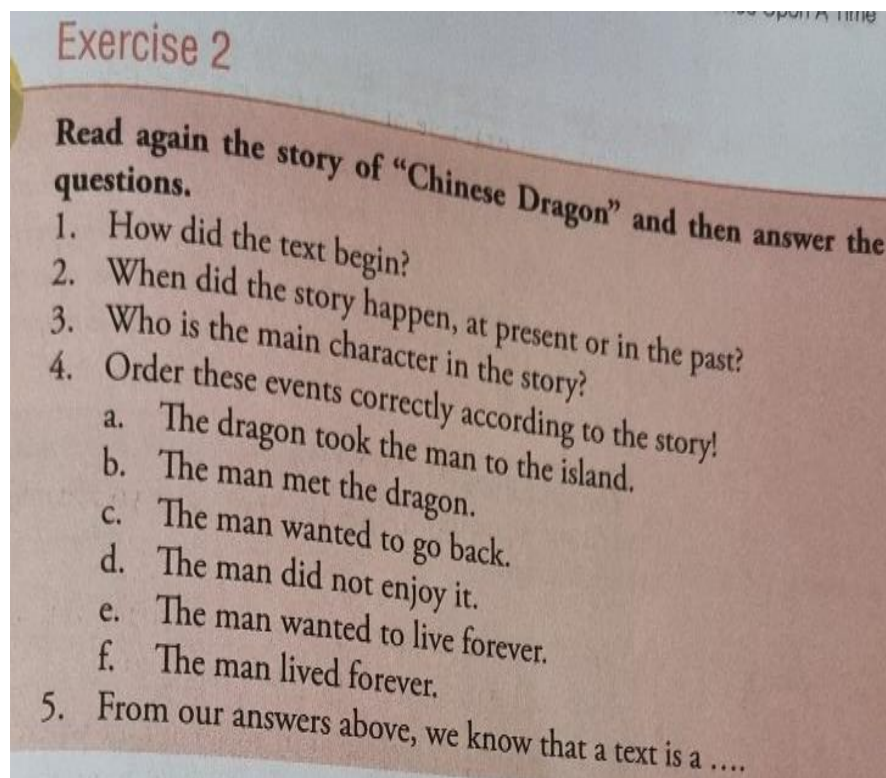 Upon A Time
Exercise 2
Read again the story of “Chinese Dragon” and then answer the
questions.
1. How did the text begin?
2. When did the story happen, at present or in the past?
3. Who is the main character in the story?
4. Order these events correctly according to the story!
a. The dragon took the man to the island.
b. The man met the dragon.
c. The man wanted to go back.
d. The man did not enjoy it.
e. The man wanted to live forever.
f. The man lived forever.
5. From our answers above, we know that a text is a ....